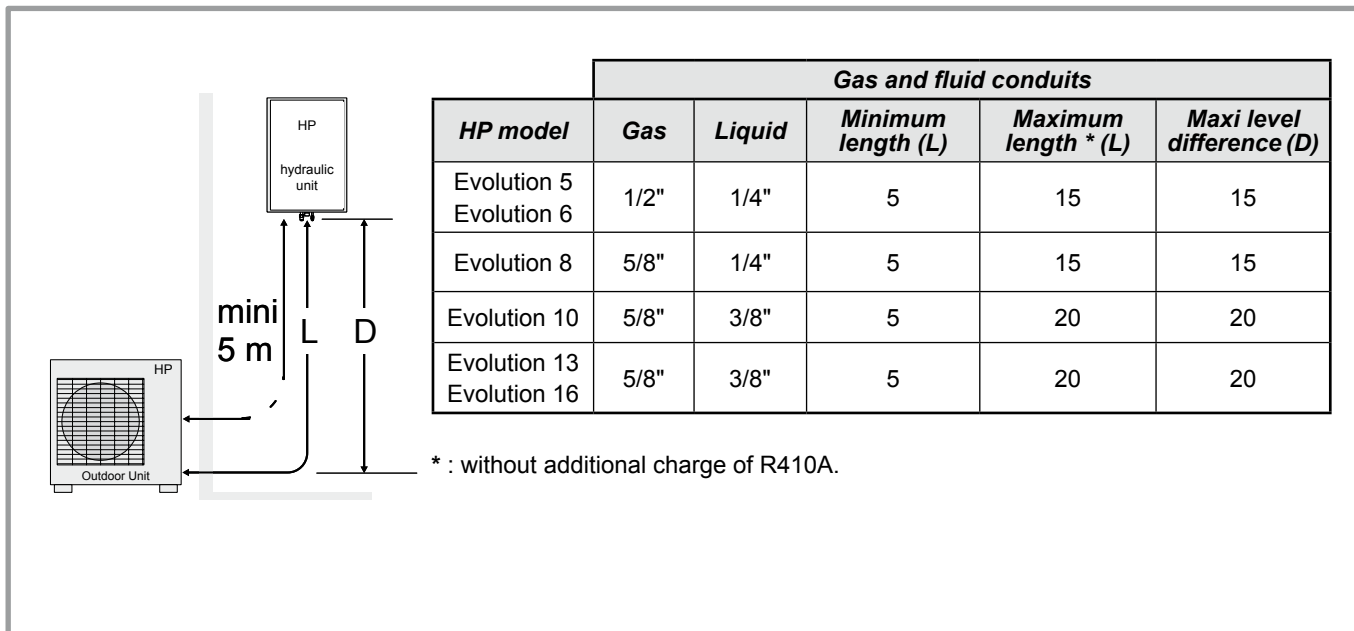 HP
hydraulic
unit
mini
5 m
L
D
HP
Outdoor Unit
Gas and fluid conduits
HP model Gas Liquid Minimum length (L) Maximum length * (L) Maxi level difference (D)
Evolution 5
Evolution 6 1/2" 1/4" 5 15 15
Evolution 8 5/8" 1/4" 5 15 15
Evolution 10 5/8" 3/8" 5 20 20
Evolution 13
Evolution 16 5/8" 3/8" 5 20 20
* : without additional charge of R410A.